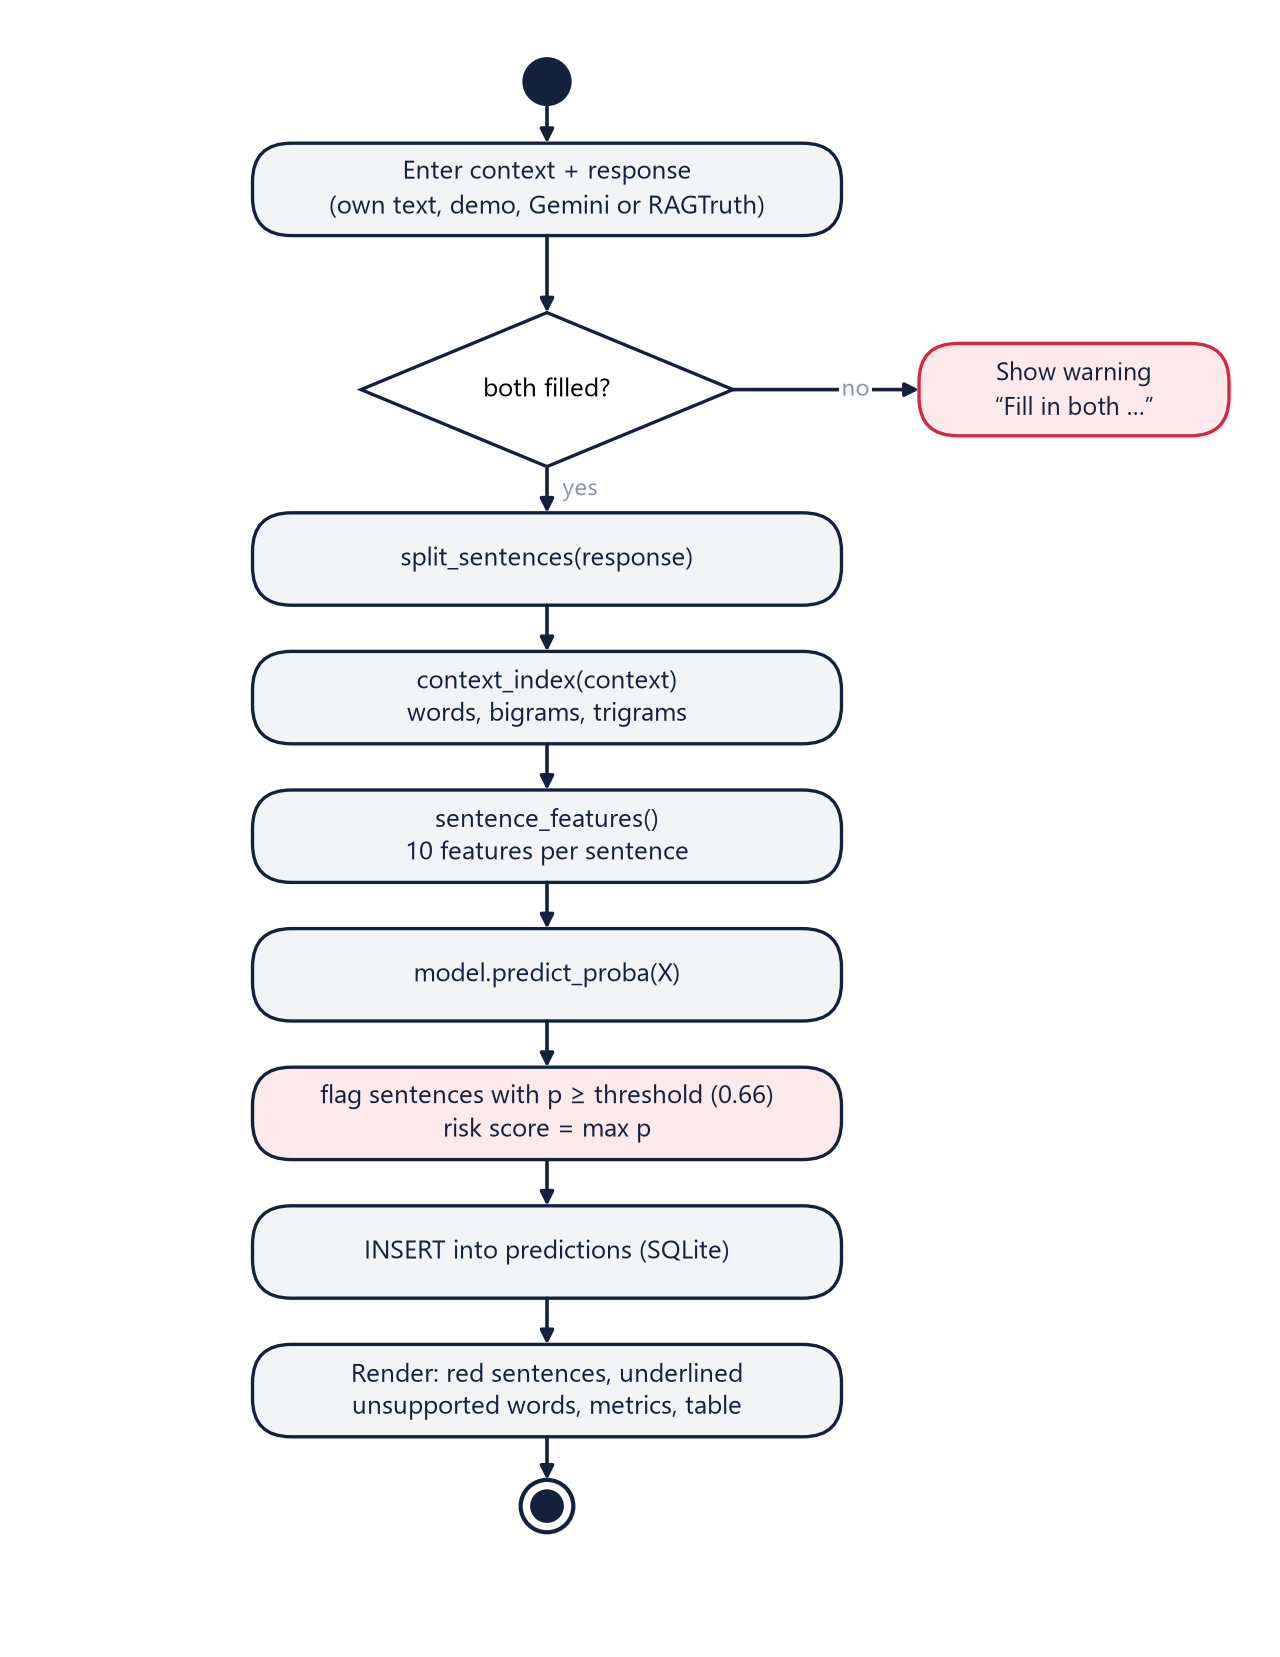 Enter context + response
(own text, demo, Gemini or RAGTruth)
both filled?
no
Show warning
“Fill in both ...”
yes
split_sentences(response)
context_index(context)
words, bigrams, trigrams
sentence_features()
10 features per sentence
model.predict_proba(X)
flag sentences with p ≥ threshold (0.66)
risk score = max p
INSERT into predictions (SQLite)
Render: red sentences, underlined
unsupported words, metrics, table